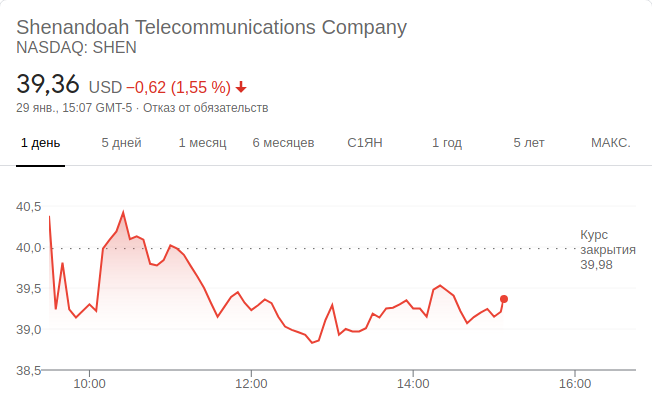 Shenandoah Telecommunications Company
NASDAQ: SHEN
39,36 USD −0,62 (1,55 %)
29 янв., 15:07 GMT-5 · Отказ от обязательств
1 день 5 дней 1 месяц 6 месяцев С1ЯН 1 год 5 лет МАКС.
40,5
40,0
39,5
39,0
38,5
Курс
закрытия
39,98
10:00 12:00 14:00 16:00